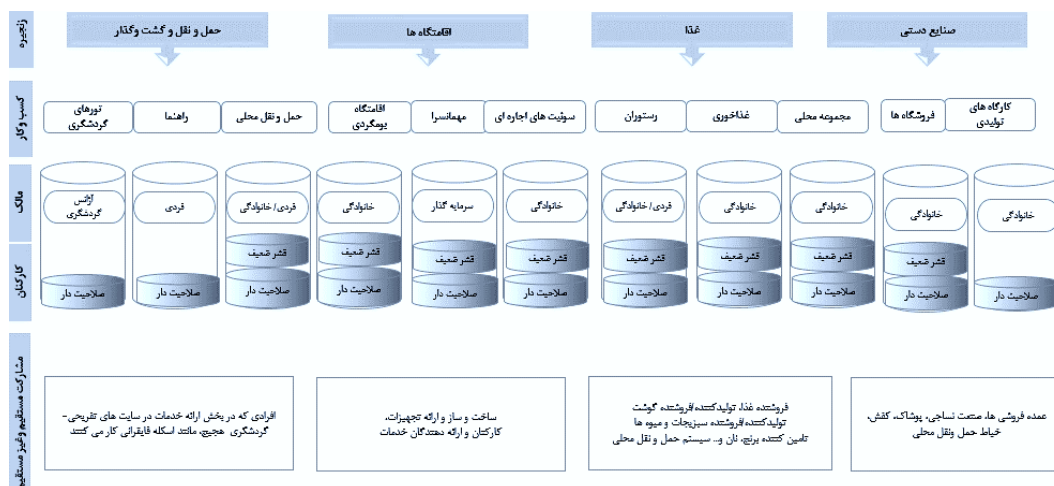 زنجیره
صنایع دستی
غذا
اقامتگاه ها
حمل و نقل و گشت وگذار
کسب وکار
کارگاه های
تولیدی
فروشگاه ها
مجموعه محلی
غذاخوری
رستوران
سوئیت های اجاره ای
مهمانسرا
اقامتگاه
بومگردی
حمل و نقل محلی
راهنما
تورهای
گردشگری
مالک
خانوادگی
خانوادگی
خانوادگی
خانوادگی
فردی/ خانوادگی
خانوادگی
سرمایه گذار
خانوادگی
فردی/ خانوادگی
فردی
آژانس
گردشگری
کارکنان
قشر ضعیف
قشر ضعیف
قشر ضعیف
قشر ضعیف
قشر ضعیف
قشر ضعیف
قشر ضعیف
قشر ضعیف
صلاحیت دار
صلاحیت دار
صلاحیت دار
صلاحیت دار
صلاحیت دار
صلاحیت دار
صلاحیت دار
صلاحیت دار
صلاحیت دار
صلاحیت دار
صلاحیت دار
مشارکت مستقیم وغیز مستقیم
عمده فروشی ها، صنعت نساجی، پوشاک، کفش،
خیاط حمل ونقل محلی
فروشنده غذا، تولیدکننده/فروشنده گوشت
تولیدکننده/فروشنده سبزیجات و میوه ها
تامین کننده برنج، نان و... سیستم حمل و نقل محلی
ساخت و ساز و ارائه تجهیزات،
کارکنان و ارائه دهندگان خدمات
افرادی که در بخش ارائه خدمات در سایت های تفریحی-
گردشگری هجیج، مانند اسکله قایقرانی کار می کنند